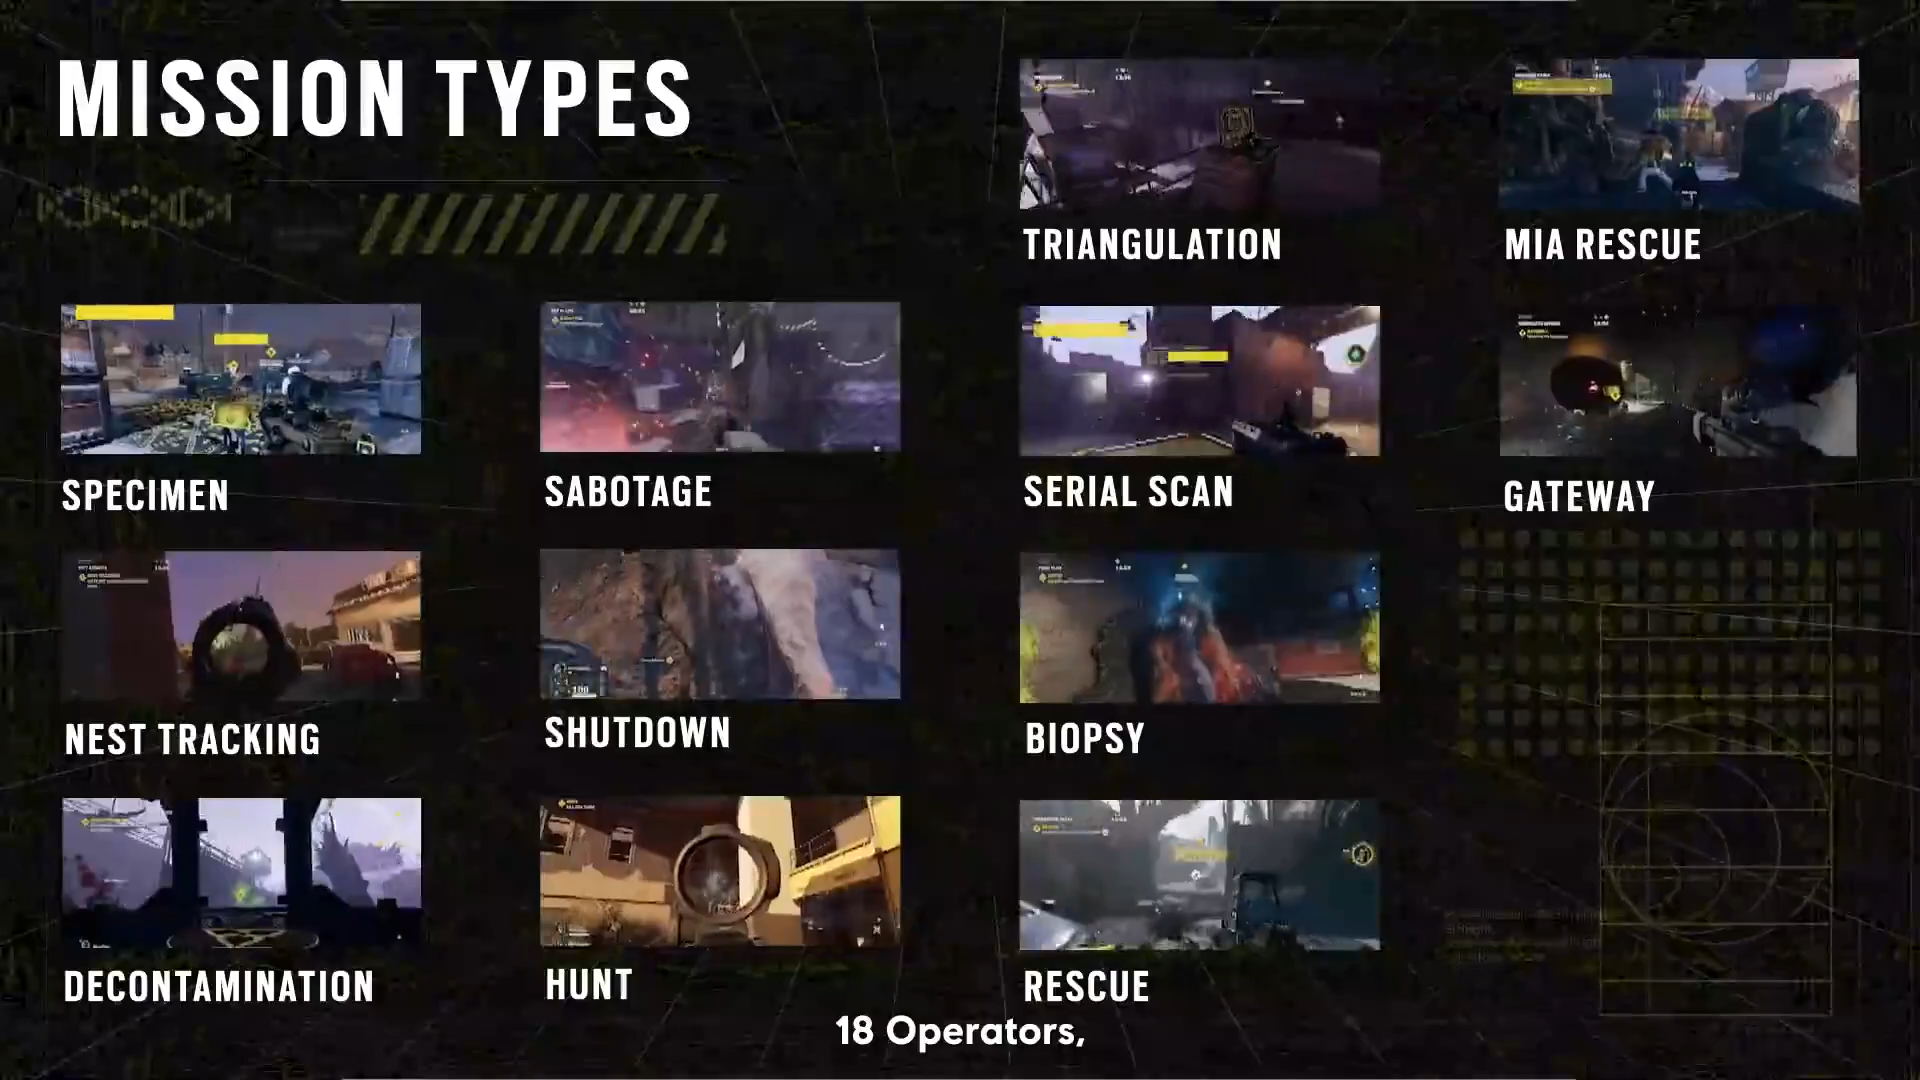 MISSION TYPES
TRIANGULATION
MIA RESCUE
SPECIMEN
SABOTAGE
SERIAL SCAN
GATEWAY
NEST TRACKING
SHUTDOWN
BIOPSY
DECONTAMINATION
HUNT
RESCUE
18 Operators,